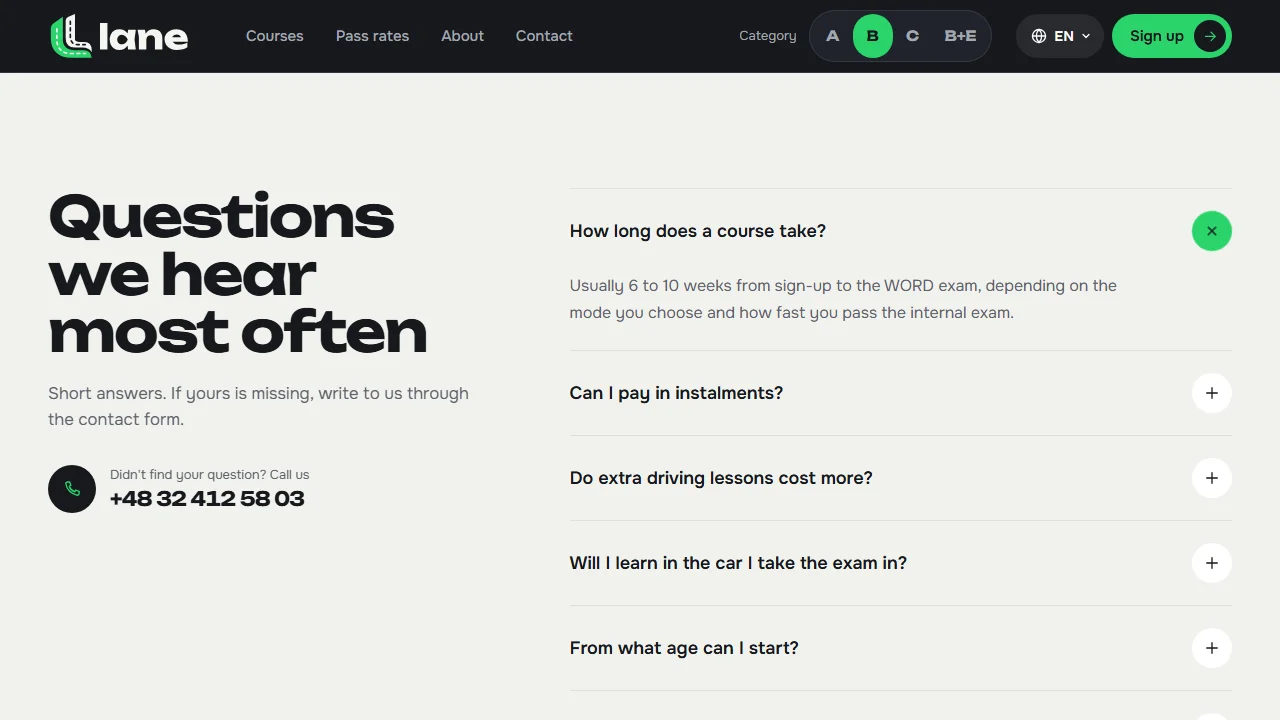 lane
Courses
Pass rates
About
Contact
Category
A
B
C
B+E
EN
Sign up
Questions
we hear
most often
Short answers. If yours is missing, write to us through
the contact form.
Didn't find your question? Call us
+48 32 412 58 03
How long does a course take?
Usually 6 to 10 weeks from sign-up to the WORD exam, depending on the
mode you choose and how fast you pass the internal exam.
Can I pay in instalments?
Do extra driving lessons cost more?
Will I learn in the car I take the exam in?
From what age can I start?